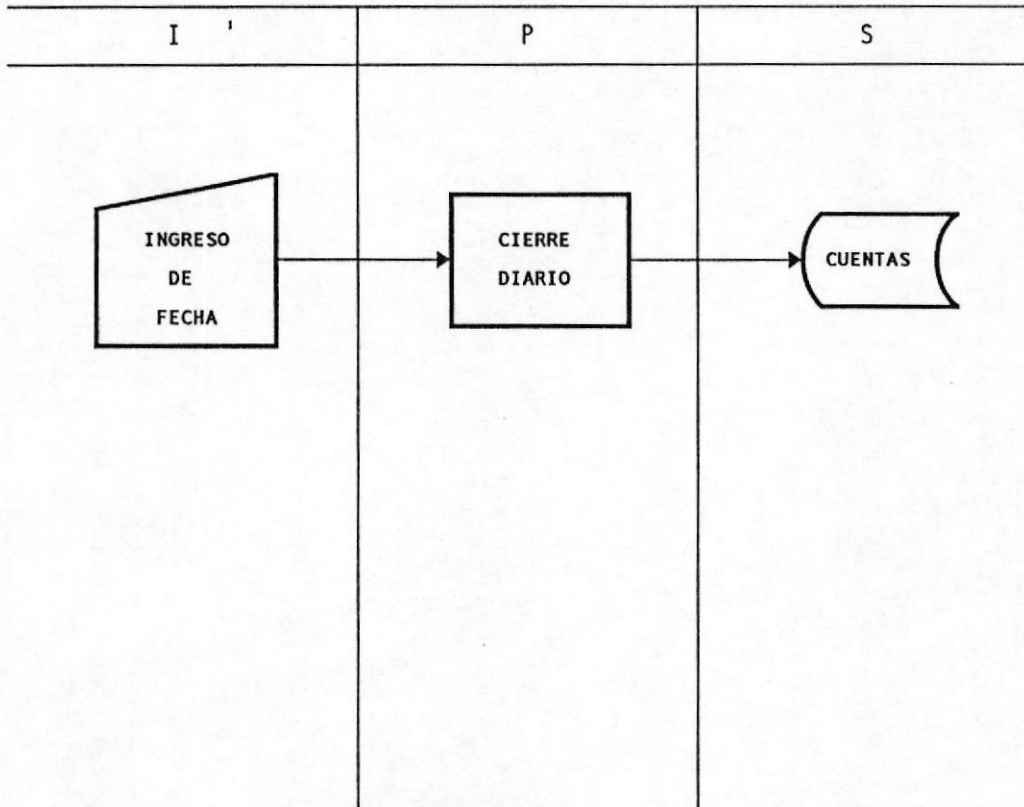 I P S
INGRESO
DE
FECHA
CIERRE
DIARIO
CUENTAS